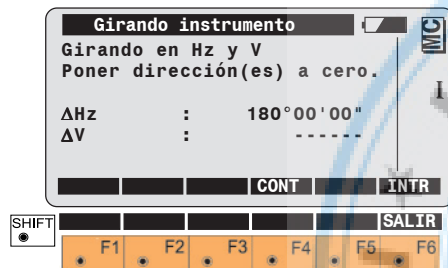 Girando instrumento
MC
Girando en Hz y V
Poner dirección(es) a cero.
I
ΔHz : 180°00'00"
ΔV : ------
CONT INTR
SHIFT SALIR
F1 F2 F3 F4 F5 F6